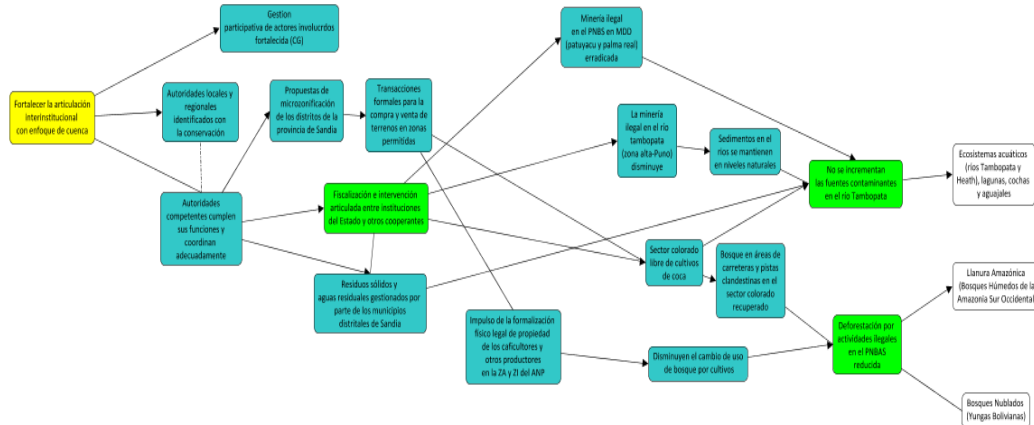 Gestion
participativa de actores involucrdos
fortalecida (CG)
Minería ilegal
en el PNBS en MDD
(patuyacu y palma real)
erradicada
Fortalecer la articulación
Interinstitucional
con enfoque de cuenca
Autoridades locales y
regionales
identificados con
la conservación
Propuestas de
microzonificación
de los distritos de la
provincia de Sandia
Transacciones
formales para la
compra y venta de
terrenos en zonas
permitidas
La minería
ilegal en el río
tambopata
(zona alta-Puno)
disminuye
Sedimentos en el
rios se mantienen
en niveles naturales
No se incrementan
las fuentes contaminantes
en el río Tambopata
Ecosistemas acuáticos
(ríos Tambopata y
Heath), lagunas, cochas
y aguajales
Autoridades
competentes cumplen
sus funciones y
coordinan
adecuadamente
Fiscalización e intervención
articulada entre instituciones
del Estado y otros cooperantes
Sector colorado
libre de cultivos
de coca
Bosque en áreas de
carreteras y pistas
clandestinas en el
sector colorado
recuperado
Residuos sólidos y
aguas residuales gestionados por
parte de los municipios
distritales de Sandia
Llanura Amazónica
(Bosques Húmedos de la
Amazonia Sur Occidental
Impulso de la formalización
físico legal de propiedad
de los caficultores y
otros productores
en la ZA y ZI del ANP
Disminuyen el cambio de uso
de bosque por cultivos
Deforestación por
actividades ilegales
en el PNBAS
reducida
Bosques Nublados
(Yungas Bolivianas)